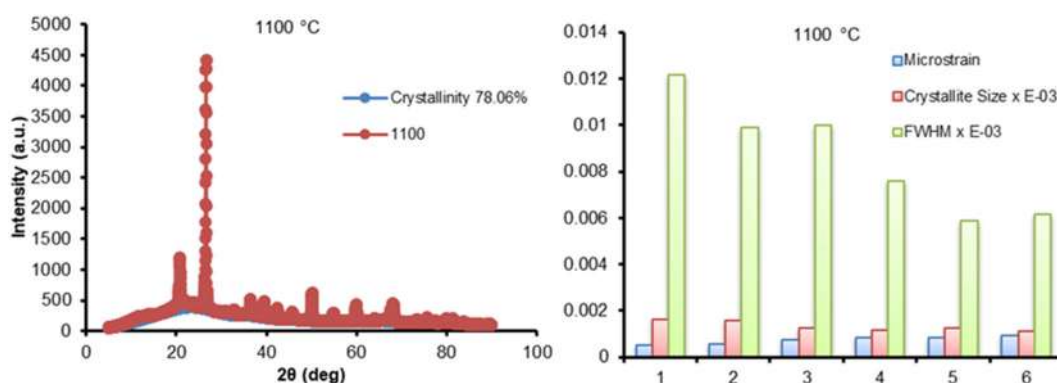 1100 °C
5000
4500
4000
3500
3000
2500
2000
1500
1000
500
0
Intensity (a.u.)
Crystallinity 78.06%
1100
0 20 40 60 80 100
2θ (deg)
1100 °C
0.014
0.012
0.01
0.008
0.006
0.004
0.002
0
Microstrain
Crystallite Size x E-03
FWHM x E-03
1 2 3 4 5 6